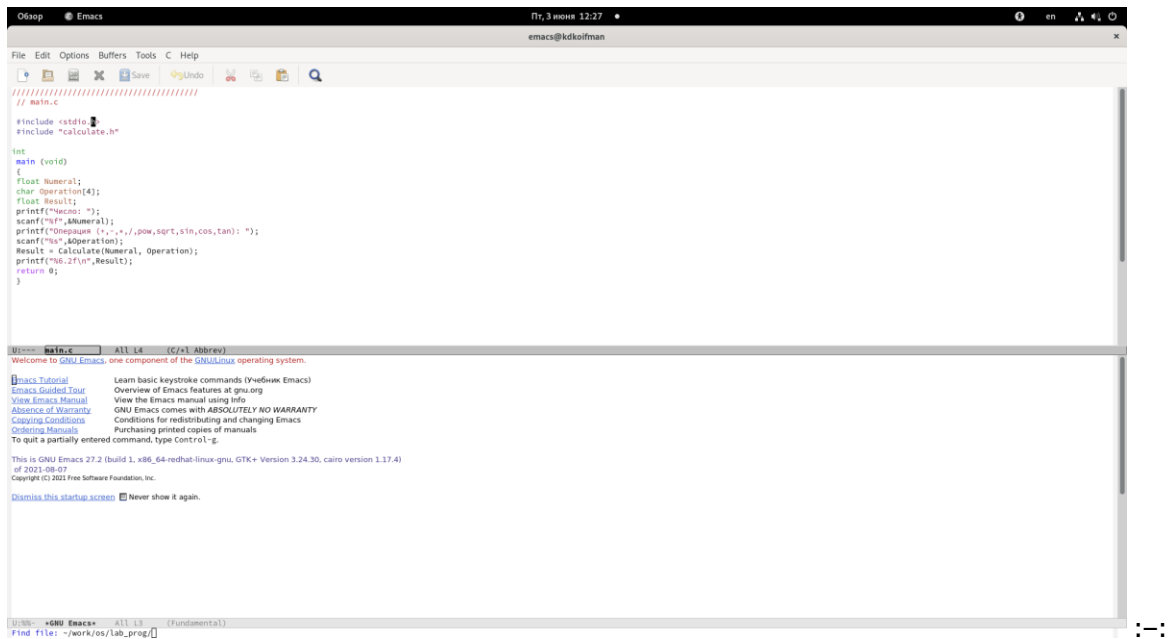 Обзор Emacs Пт, 3 июня 12:27 en
emacs@kdkoifman ×
File Edit Options Buffers Tools C Help
Save Undo
////////////////////////////////////////
// main.c
#include <stdio.h>
#include "calculate.h"
int
main (void)
{
float Numeral;
char Operation[4];
float Result;
printf("Число: ");
scanf("%f",&Numeral);
printf("Операция (+,-,*,/,pow,sqrt,sin,cos,tan): ");
scanf("%s",&Operation);
Result = Calculate(Numeral, Operation);
printf("%6.2f\n",Result);
return 0;
}
U:--- main.c All L4 (C/*l Abbrev)
Welcome to GNU Emacs, one component of the GNU/Linux operating system.
Emacs Tutorial Learn basic keystroke commands (Учебник Emacs)
Emacs Guided Tour Overview of Emacs features at gnu.org
View Emacs Manual View the Emacs manual using Info
Absence of Warranty GNU Emacs comes with ABSOLUTELY NO WARRANTY
Copying Conditions Conditions for redistributing and changing Emacs
Ordering Manuals Purchasing printed copies of manuals
To quit a partially entered command, type Control-g.
This is GNU Emacs 27.2 (build 1, x86_64-redhat-linux-gnu, GTK+ Version 3.24.30, cairo version 1.17.4)
of 2021-08-07
Copyright (C) 2021 Free Software Foundation, Inc.
Dismiss this startup screen Never show it again.
U:%%- *GNU Emacs* All L3 (Fundamental)
Find file: ~/work/os/lab_prog/
:-: